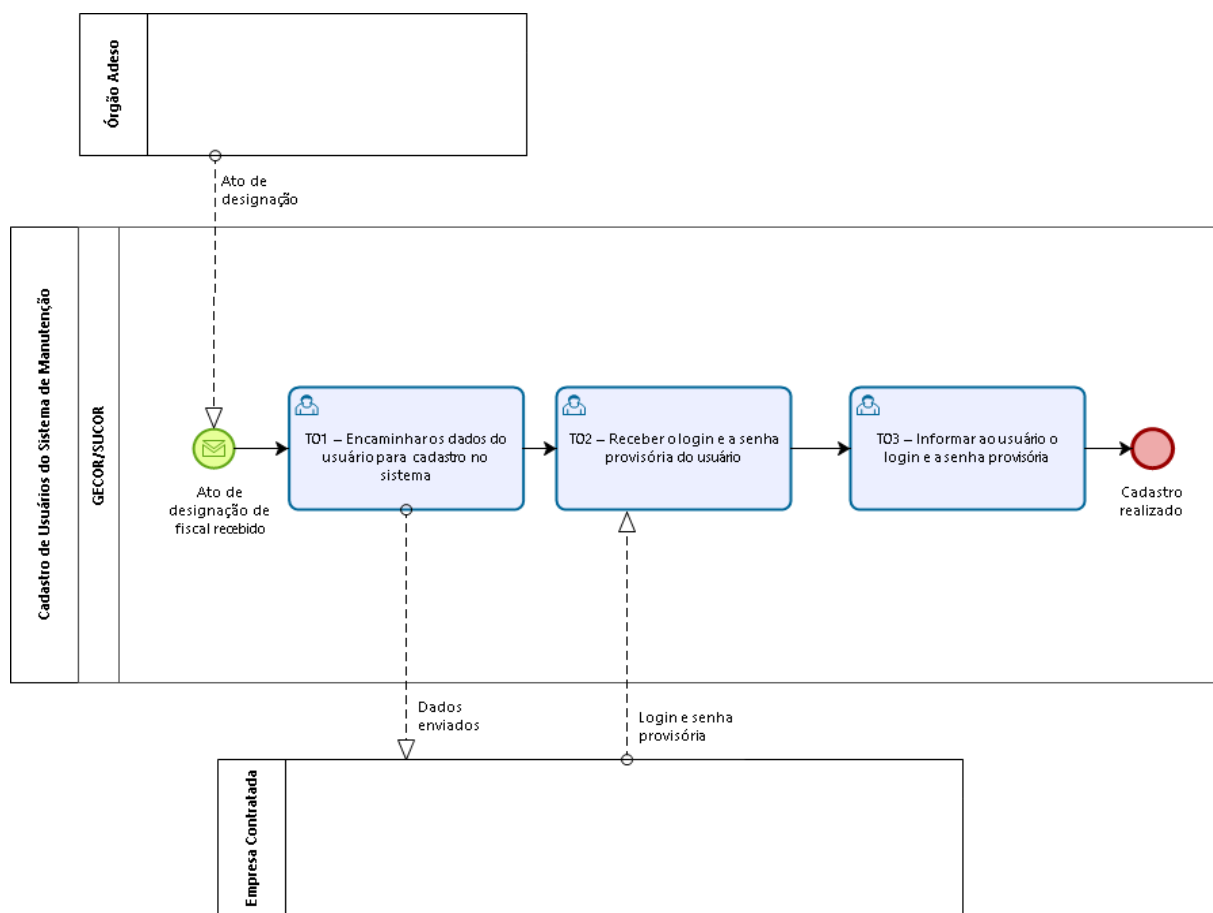 Órgão Adeso
Ato de
designação
Cadastro de Usuários do Sistema de Manutenção
GECOR/SUCOR
Ato de
designação de
fiscal recebido
T01 – Encaminhar os dados do
usuário para cadastro no
sistema
T02 – Receber o login e a senha
provisória do usuário
T03 – Informar ao usuário o
login e a senha provisória
Cadastro
realizado
Dados
enviados
Login e senha
provisória
Empresa Contratada